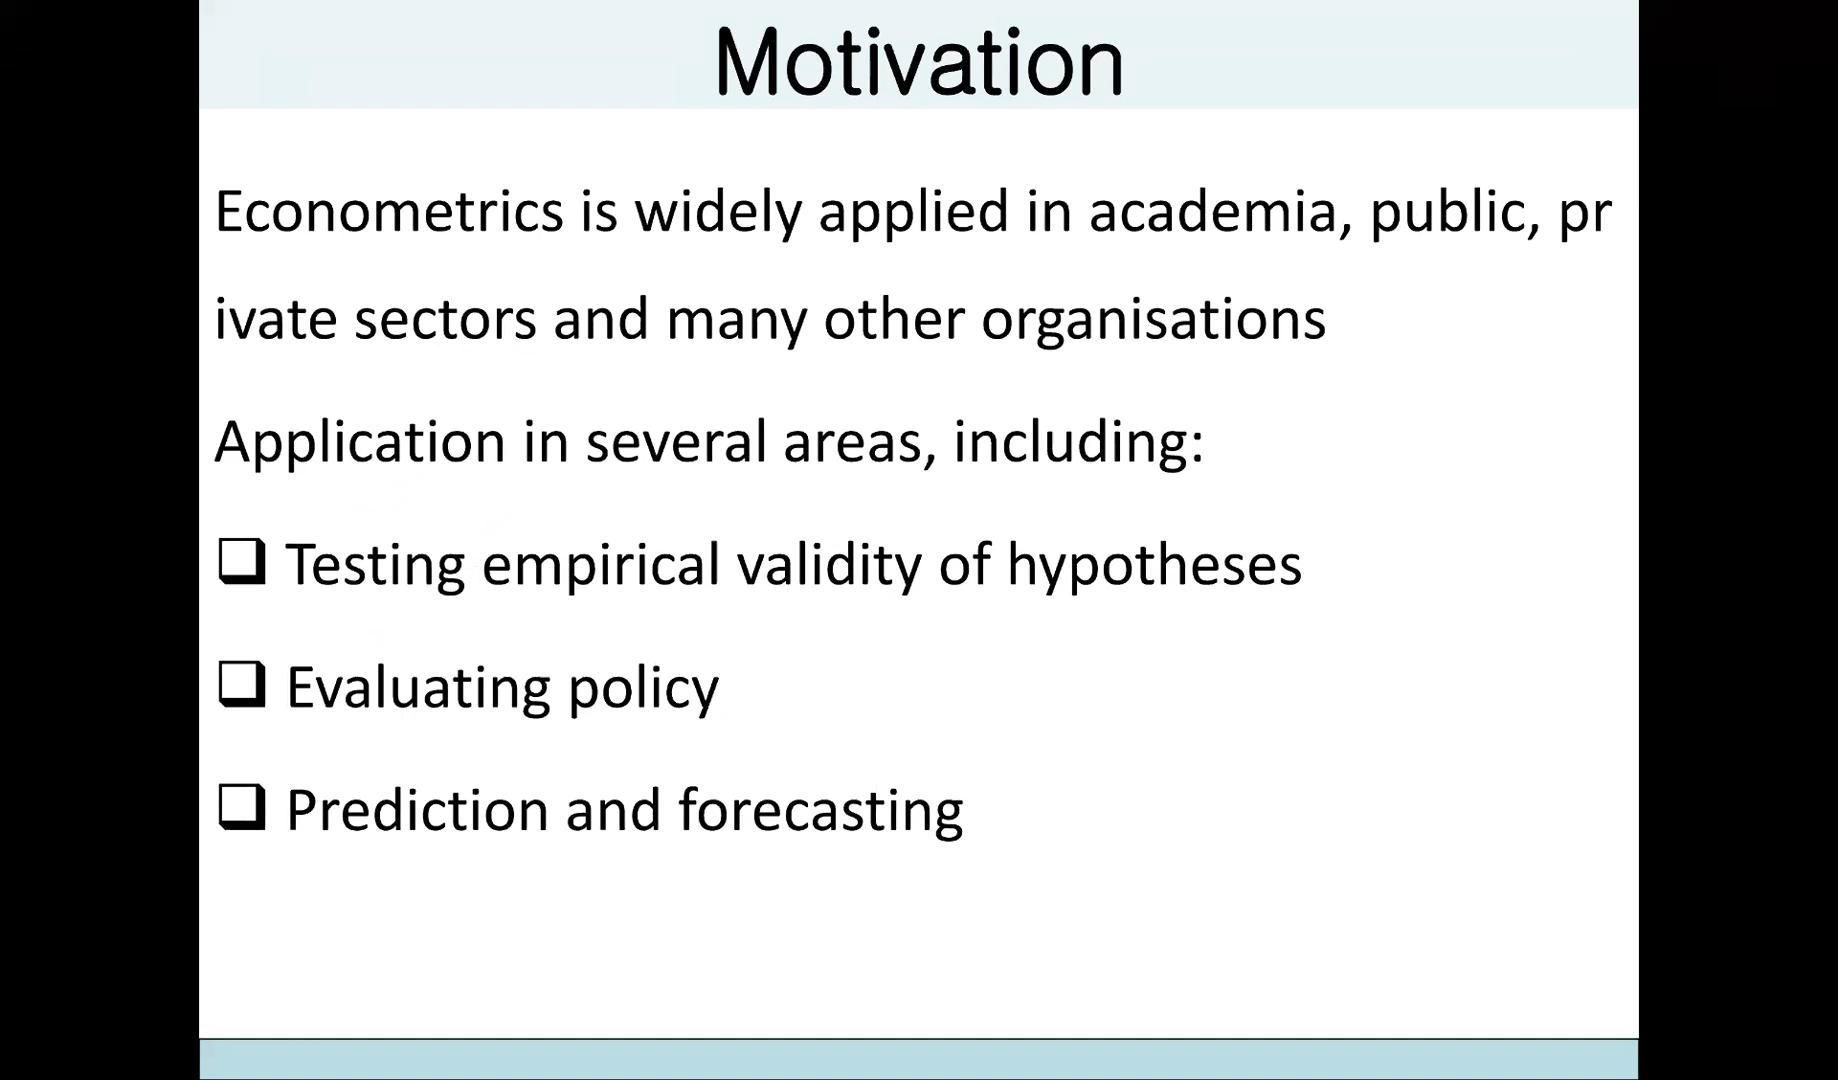 Motivation
Econometrics is widely applied in academia, public, pr
ivate sectors and many other organisations
Application in several areas, including:
❑ Testing empirical validity of hypotheses
❑ Evaluating policy
❑ Prediction and forecasting